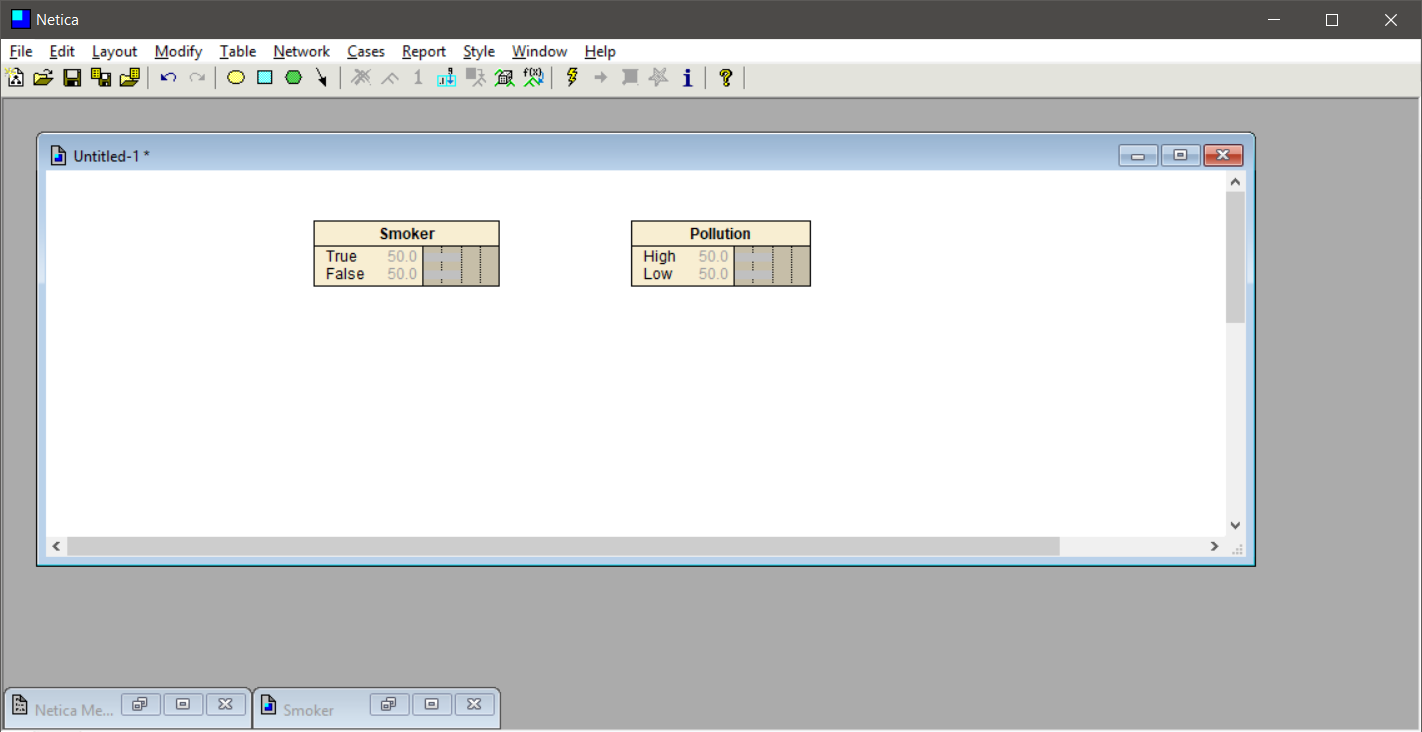 Netica
File Edit Layout Modify Table Network Cases Report Style Window Help
1 f(x) i ?
Untitled-1 *
Smoker
True 50.0
False 50.0
Pollution
High 50.0
Low 50.0
Netica Me...
Smoker